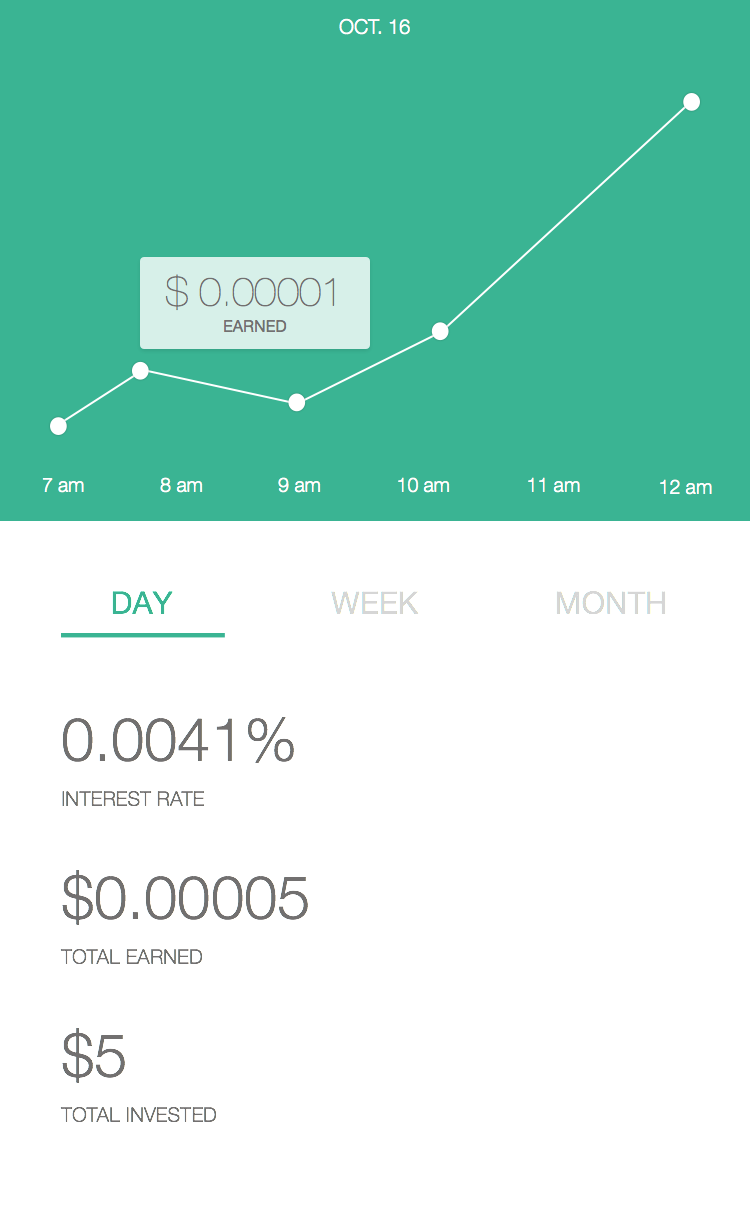 OCT. 16
$ 0.00001
EARNED
7 am 8 am 9 am 10 am 11 am 12 am
DAY WEEK MONTH
0.0041%
INTEREST RATE
$0.00005
TOTAL EARNED
$5
TOTAL INVESTED